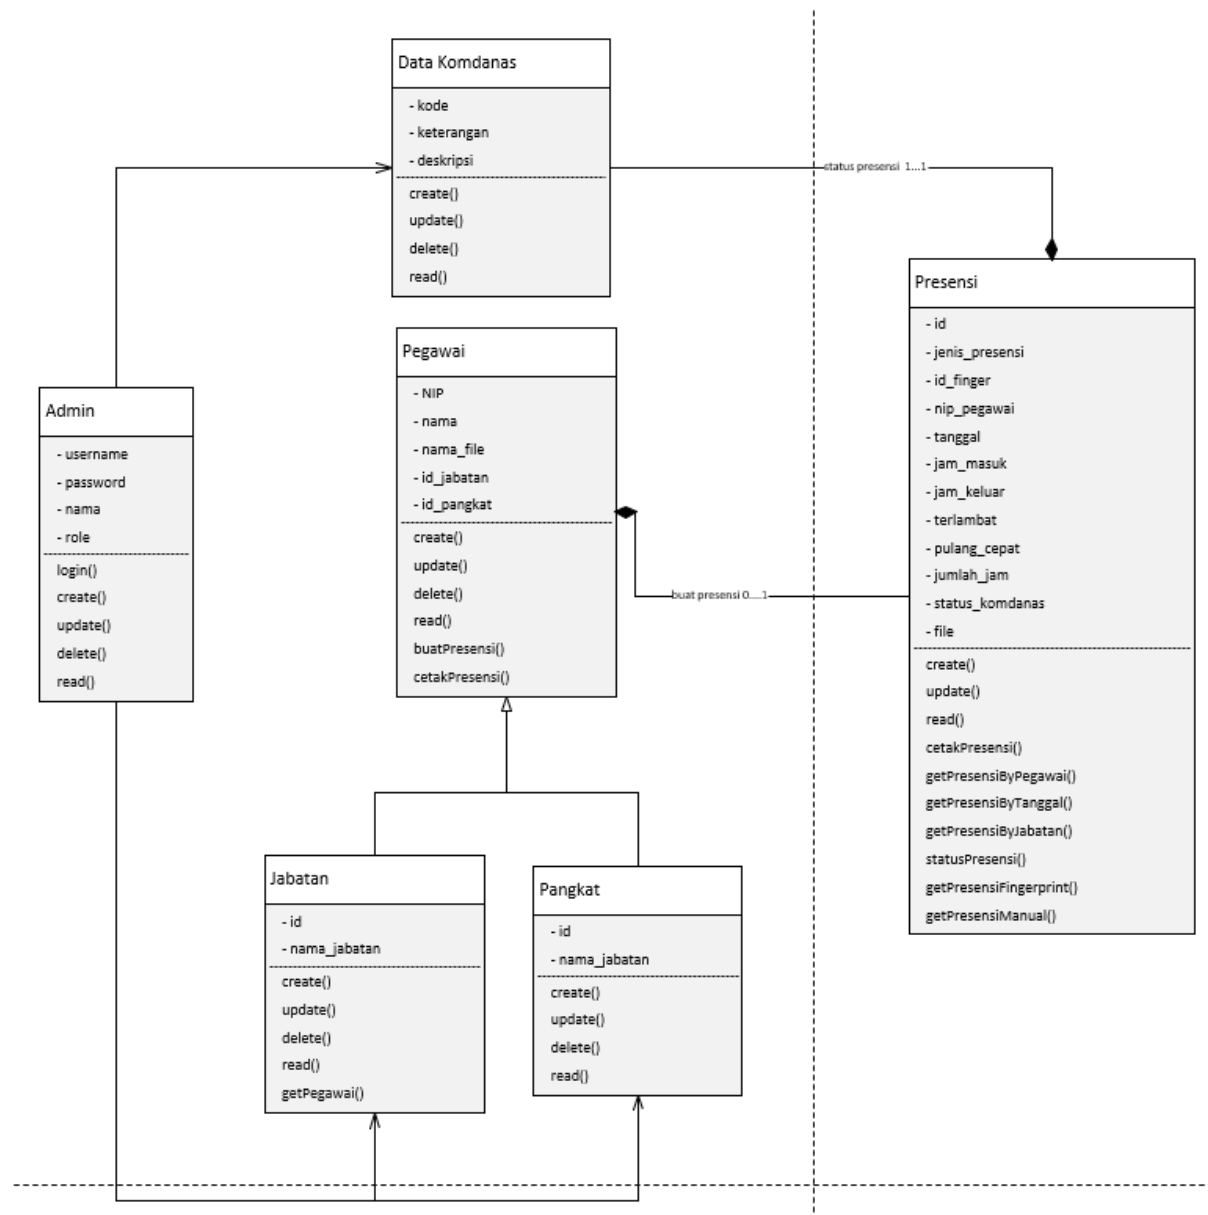 Data Komdanas
- kode
- keterangan
- deskripsi
create()
update()
delete()
read()
status presensi 1...1
Presensi
- id
- jenis_presensi
- id_finger
- nip_pegawai
- tanggal
- jam_masuk
- jam_keluar
- terlambat
- pulang_cepat
- jumlah_jam
- status_komdanas
- file
create()
update()
read()
cetakPresensi()
getPresensiByPegawai()
getPresensiByTanggal()
getPresensiByJabatan()
statusPresensi()
getPresensiFingerprint()
getPresensiManual()
Pegawai
- NIP
- nama
- nama_file
- id_jabatan
- id_pangkat
create()
update()
delete()
read()
buatPresensi()
cetakPresensi()
buat presensi 0....1
Admin
- username
- password
- nama
- role
login()
create()
update()
delete()
read()
Jabatan
- id
- nama_jabatan
create()
update()
delete()
read()
getPegawai()
Pangkat
- id
- nama_jabatan
create()
update()
delete()
read()